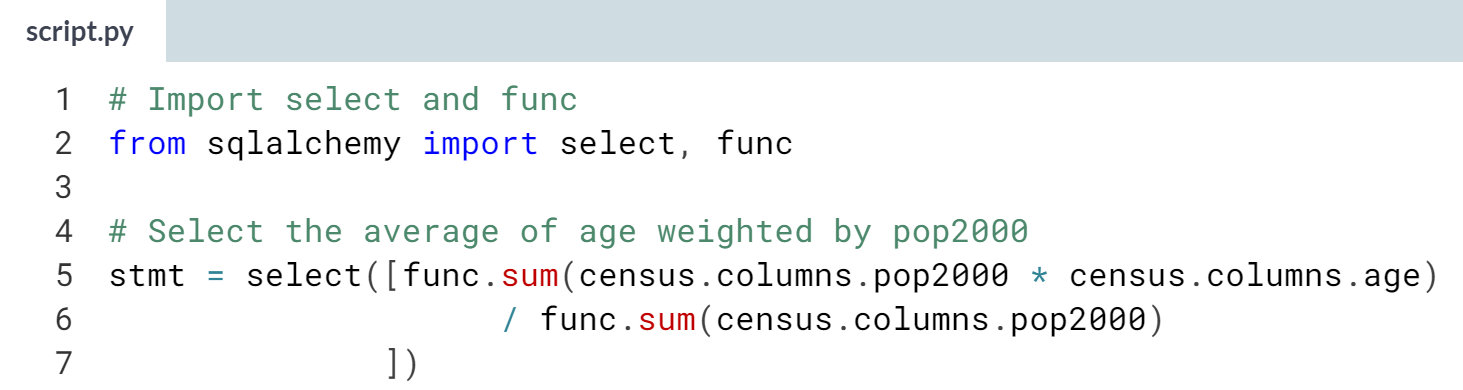 script.py
1 # Import select and func
2 from sqlalchemy import select, func
3
4 # Select the average of age weighted by pop2000
5 stmt = select([func.sum(census.columns.pop2000 * census.columns.age)
6                     / func.sum(census.columns.pop2000)
7               ])